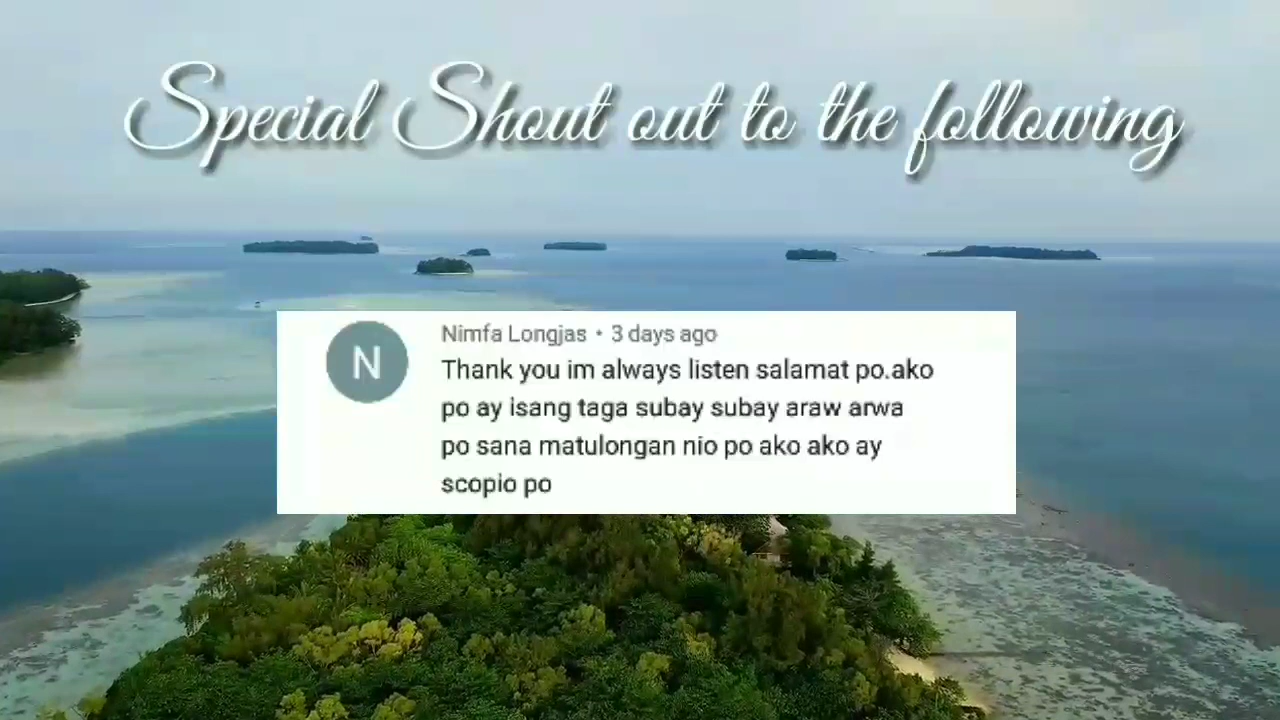 Special Shout out to the following
N
Nimfa Longjas • 3 days ago
Thank you im always listen salamat po.ako
po ay isang taga subay subay araw arwa
po sana matulongan nio po ako ako ay
scopio po